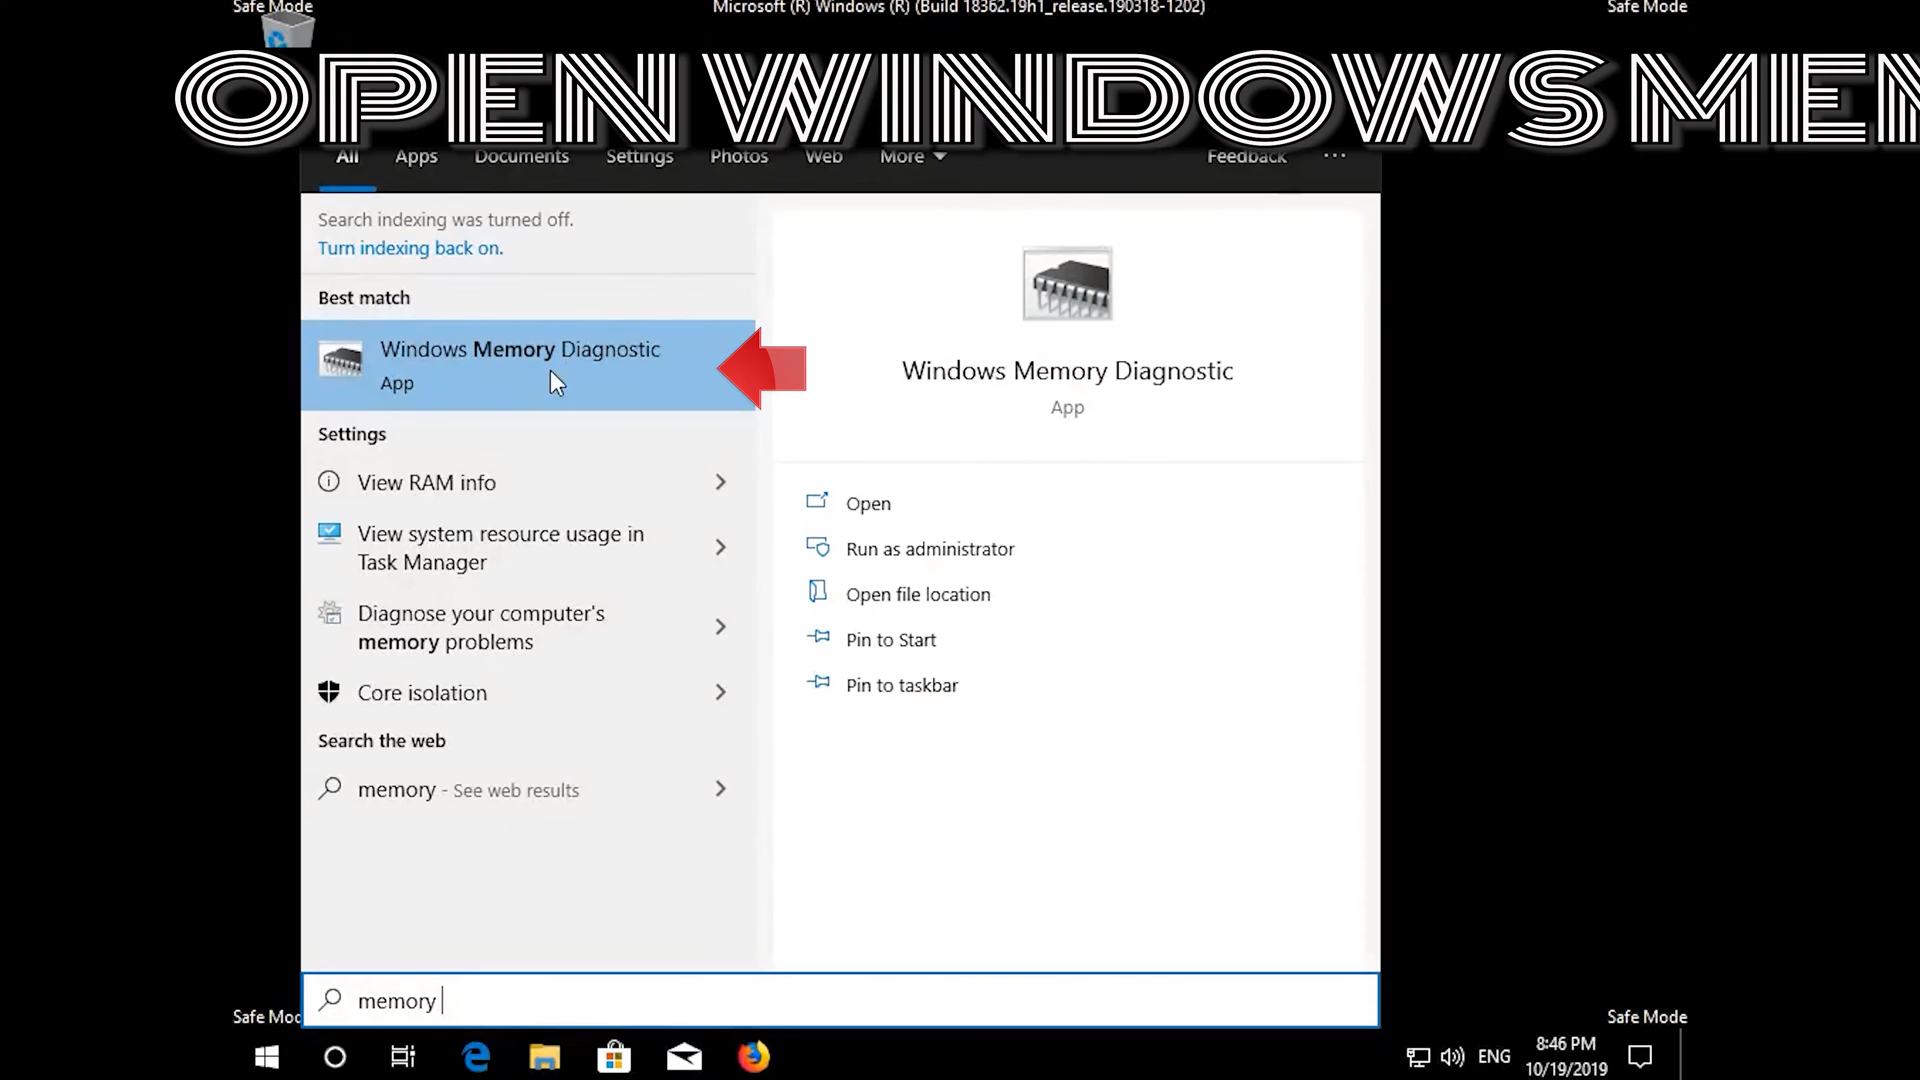 Safe Mode
Microsoft (R) Windows (R) (Build 18362.19h1_release.190318-1202)
Safe Mode
OPEN WINDOWS MEM
All Apps Documents Settings Photos Web More Feedback ...
Search indexing was turned off.
Turn indexing back on.
Best match
Windows Memory Diagnostic
App
Settings
View RAM info
View system resource usage in
Task Manager
Diagnose your computer's
memory problems
Core isolation
Search the web
memory - See web results
Windows Memory Diagnostic
App
Open
Run as administrator
Open file location
Pin to Start
Pin to taskbar
memory
Safe Mod
Safe Mode
ENG
8:46 PM
10/19/2019